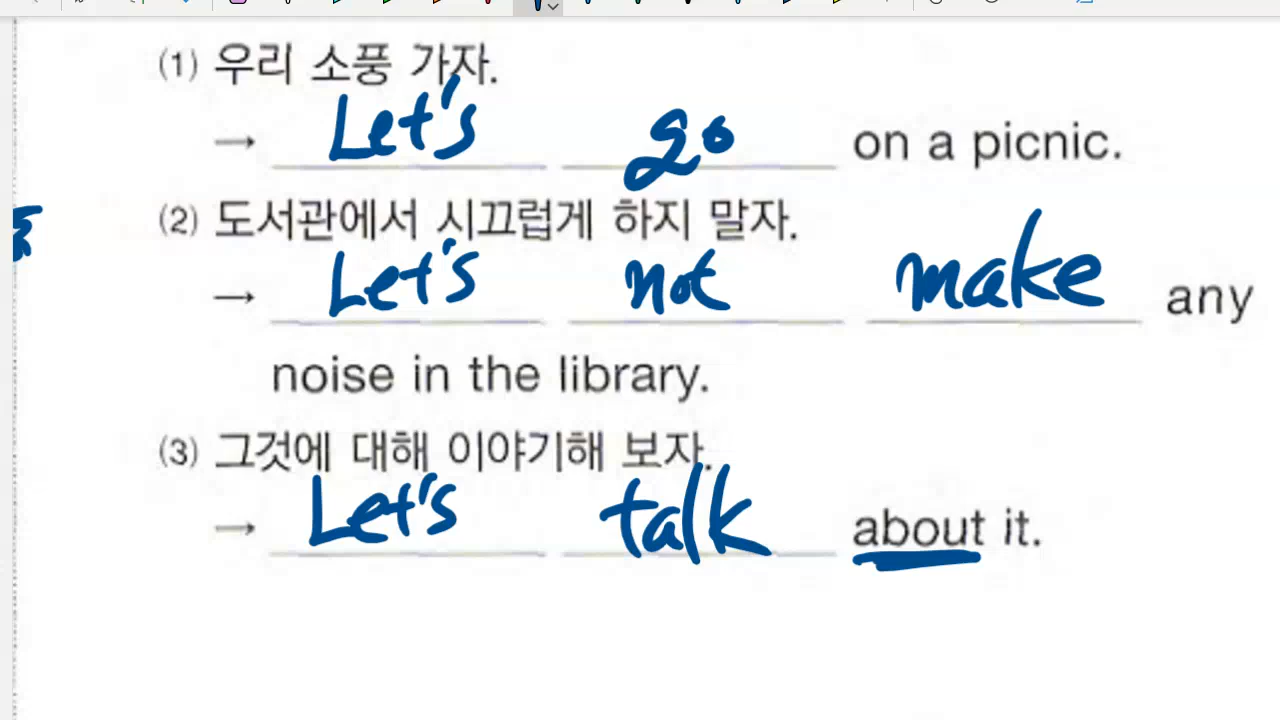 (1) 우리 소풍 가자.
→ Let's go on a picnic.
(2) 도서관에서 시끄럽게 하지 말자.
→ Let's not make any
noise in the library.
(3) 그것에 대해 이야기해 보자.
→ Let's talk about it.